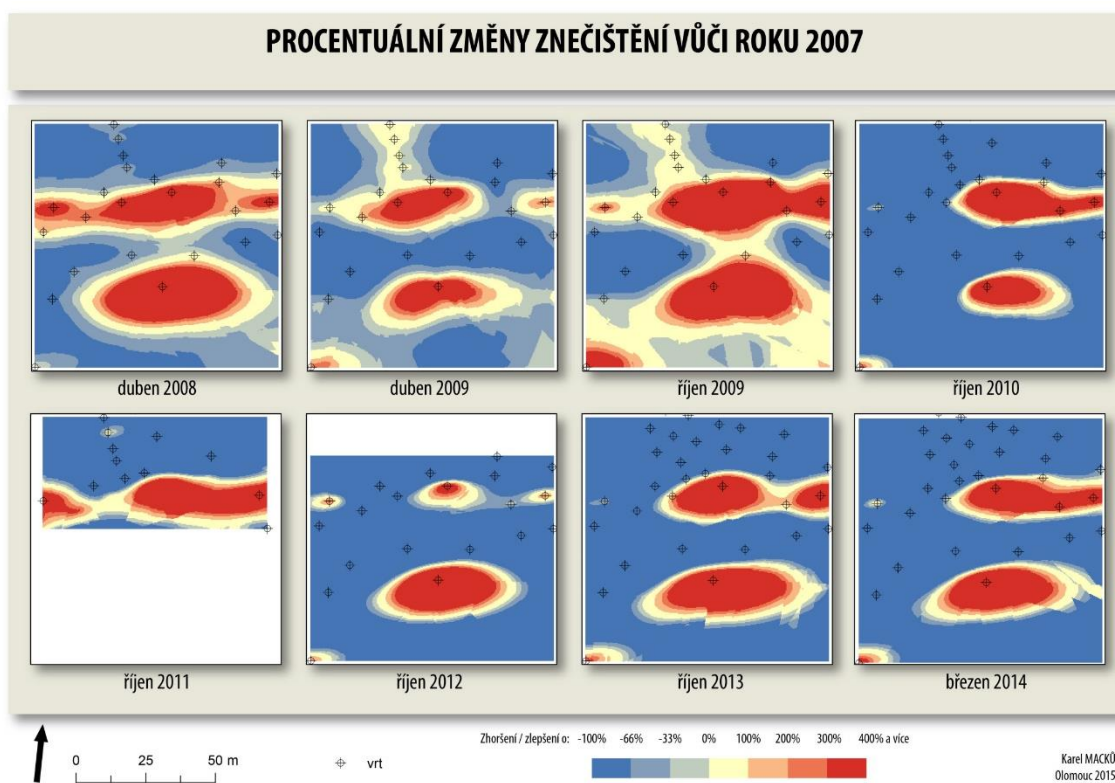 PROCENTUÁLNÍ ZMĚNY ZNEČIŠTĚNÍ VŮČI ROKU 2007
duben 2008
duben 2009
říjen 2009
říjen 2010
říjen 2011
říjen 2012
říjen 2013
březen 2014
Zhoršení / zlepšení o: -100% -66% -33% 0% 100% 200% 300% 400% a více
0 25 50 m
vrt
Karel MACKŮ
Olomouc 2015